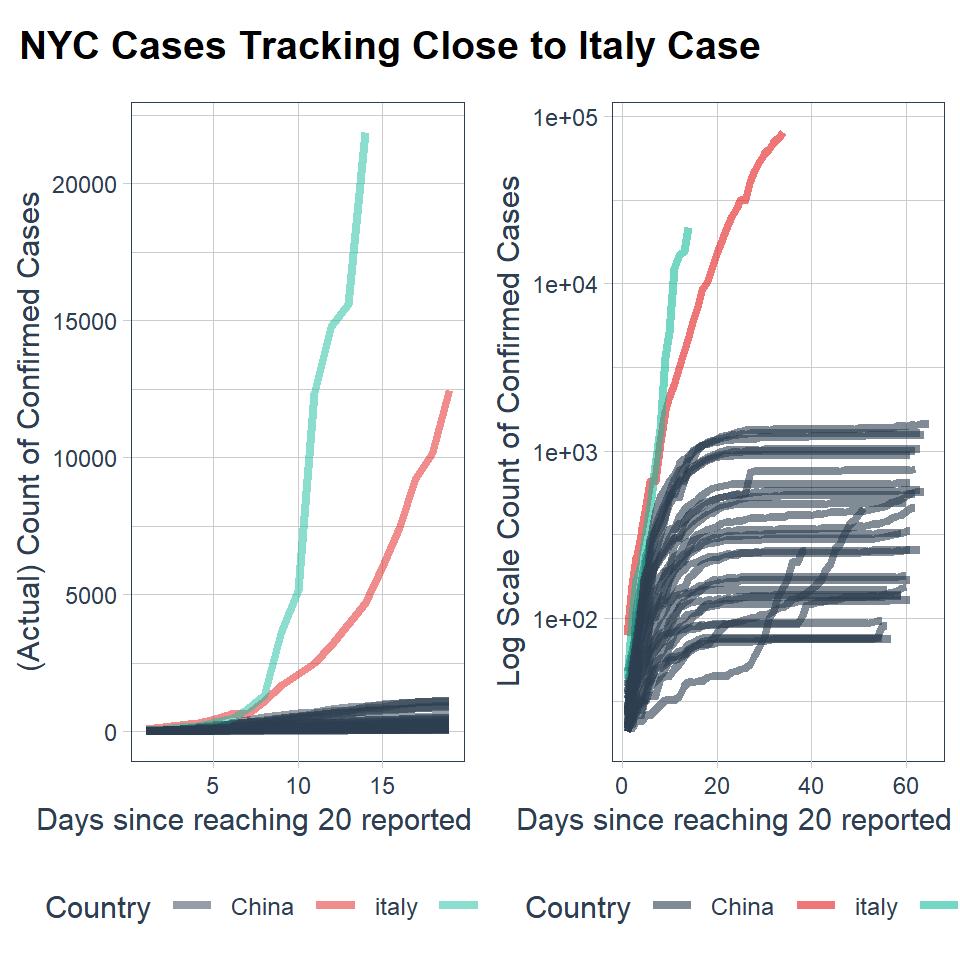 NYC Cases Tracking Close to Italy Case
(Actual) Count of Confirmed Cases
20000
15000
10000
5000
0
5 10 15
Days since reaching 20 reported
Country China italy
Log Scale Count of Confirmed Cases
1e+05
1e+04
1e+03
1e+02
0 20 40 60
Days since reaching 20 reported
Country China italy